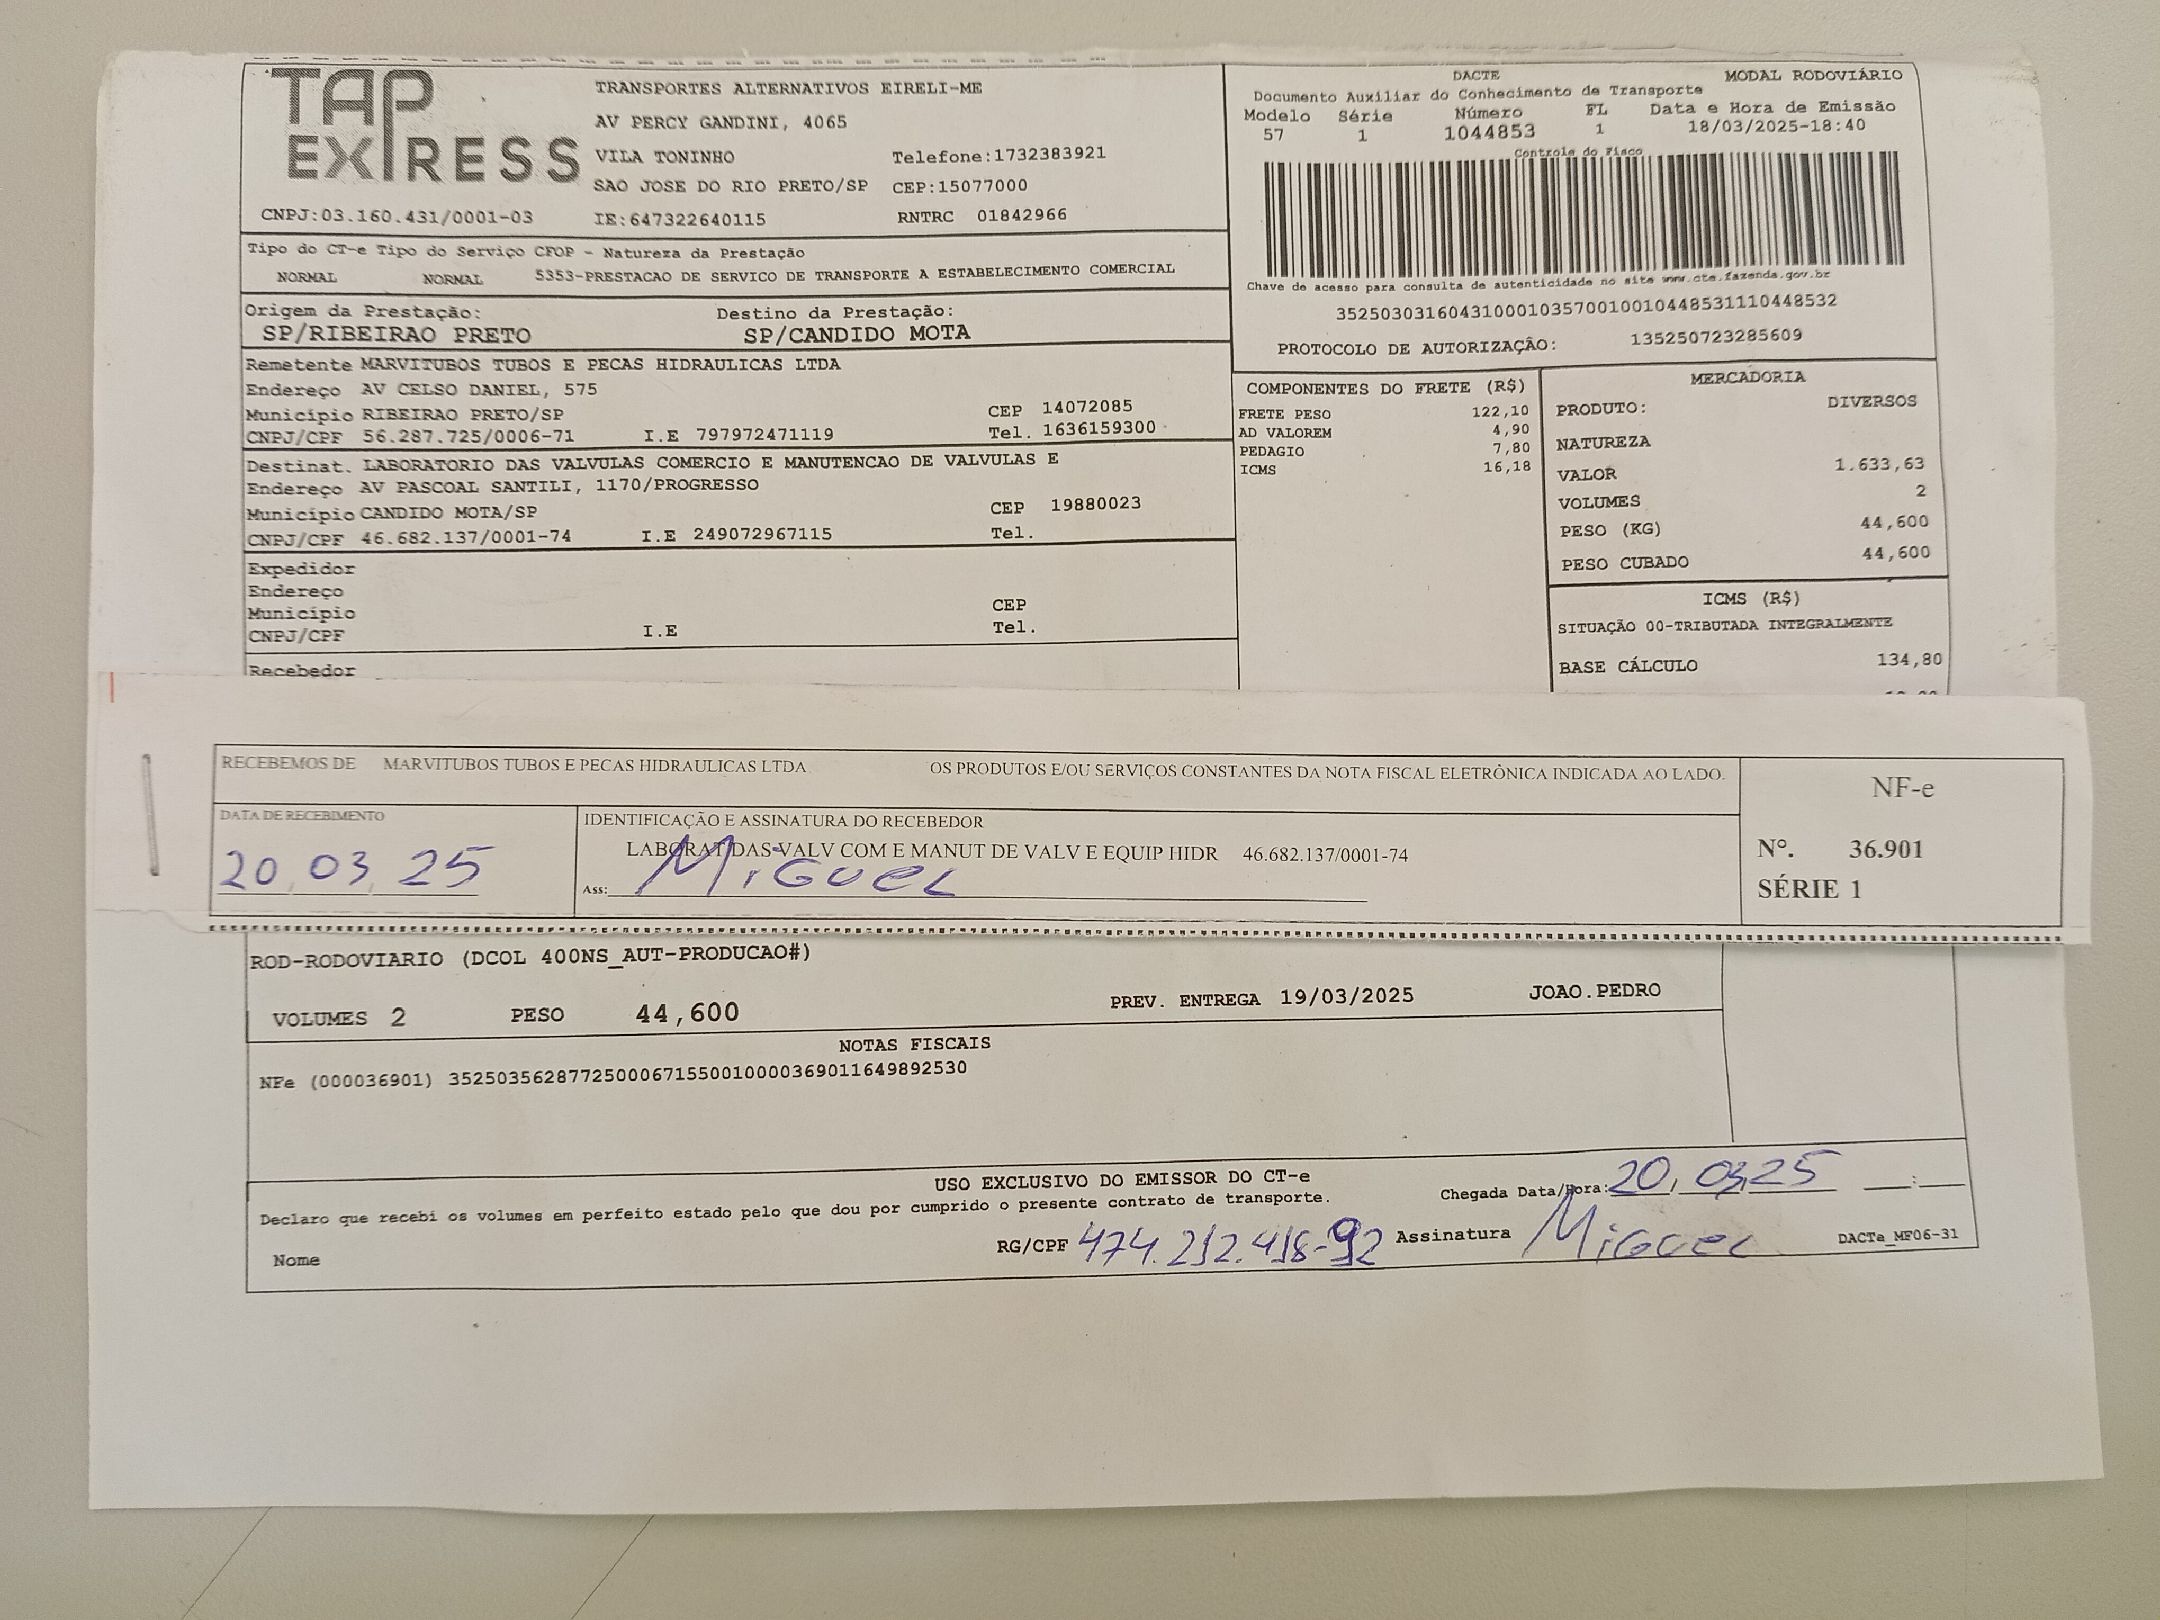 TAP EXPRESS
TRANSPORTES ALTERNATIVOS EIRELI-ME
AV PERCY GANDINI, 4065
VILA TONINHO Telefone:1732383921
SAO JOSE DO RIO PRETO/SP CEP:15077000
CNPJ:03.160.431/0001-03 IE:647322640115 RNTRC 01842966
DACTE MODAL RODOVIÁRIO
Documento Auxiliar do Conhecimento de Transporte
Modelo Série Número FL Data e Hora de Emissão
57 1 1044853 1 18/03/2025-18:40
Controle do Fisco
Chave de acesso para consulta de autenticidade no site www.cte.fazenda.gov.br
35250303160431000103570010010448531110448532
PROTOCOLO DE AUTORIZAÇÃO: 135250723285609
Tipo do CT-e Tipo do Serviço CFOP - Natureza da Prestação
NORMAL NORMAL 5353-PRESTACAO DE SERVICO DE TRANSPORTE A ESTABELECIMENTO COMERCIAL
Origem da Prestação: Destino da Prestação:
SP/RIBEIRAO PRETO SP/CANDIDO MOTA
Remetente MARVITUBOS TUBOS E PECAS HIDRAULICAS LTDA
Endereço AV CELSO DANIEL, 575
Município RIBEIRAO PRETO/SP CEP 14072085
CNPJ/CPF 56.287.725/0006-71 I.E 797972471119 Tel. 1636159300
Destinat. LABORATORIO DAS VALVULAS COMERCIO E MANUTENCAO DE VALVULAS E
Endereço AV PASCOAL SANTILI, 1170/PROGRESSO
Município CANDIDO MOTA/SP CEP 19880023
CNPJ/CPF 46.682.137/0001-74 I.E 249072967115 Tel.
Expedidor
Endereço
Município CEP
CNPJ/CPF I.E Tel.
Recebedor
COMPONENTES DO FRETE (R$)
FRETE PESO 122,10
AD VALOREM 4,90
PEDAGIO 7,80
ICMS 16,18
MERCADORIA
PRODUTO: DIVERSOS
NATUREZA
VALOR 1.633,63
VOLUMES 2
PESO (KG) 44,600
PESO CUBADO 44,600
ICMS (R$)
SITUAÇÃO 00-TRIBUTADA INTEGRALMENTE
BASE CÁLCULO 134,80
RECEBEMOS DE MARVITUBOS TUBOS E PECAS HIDRAULICAS LTDA OS PRODUTOS E/OU SERVIÇOS CONSTANTES DA NOTA FISCAL ELETRÔNICA INDICADA AO LADO.
DATA DE RECEBIMENTO
20 03 25
IDENTIFICAÇÃO E ASSINATURA DO RECEBEDOR
LABORAT DAS VALV COM E MANUT DE VALV E EQUIP HIDR 46.682.137/0001-74
Ass: MIGUEL
NF-e
Nº. 36.901
SÉRIE 1
ROD-RODOVIARIO (DCOL 400NS_AUT-PRODUCAO#)
VOLUMES 2 PESO 44,600 PREV. ENTREGA 19/03/2025 JOAO.PEDRO
NOTAS FISCAIS
NFe (000036901) 35250356287725000671550010000369011649892530
USO EXCLUSIVO DO EMISSOR DO CT-e
Declaro que recebi os volumes em perfeito estado pelo que dou por cumprido o presente contrato de transporte.
Chegada Data/Hora: 20,03,25 __:__
Nome RG/CPF 474.212.418-92 Assinatura MIGUEL DACTe_MF06-31